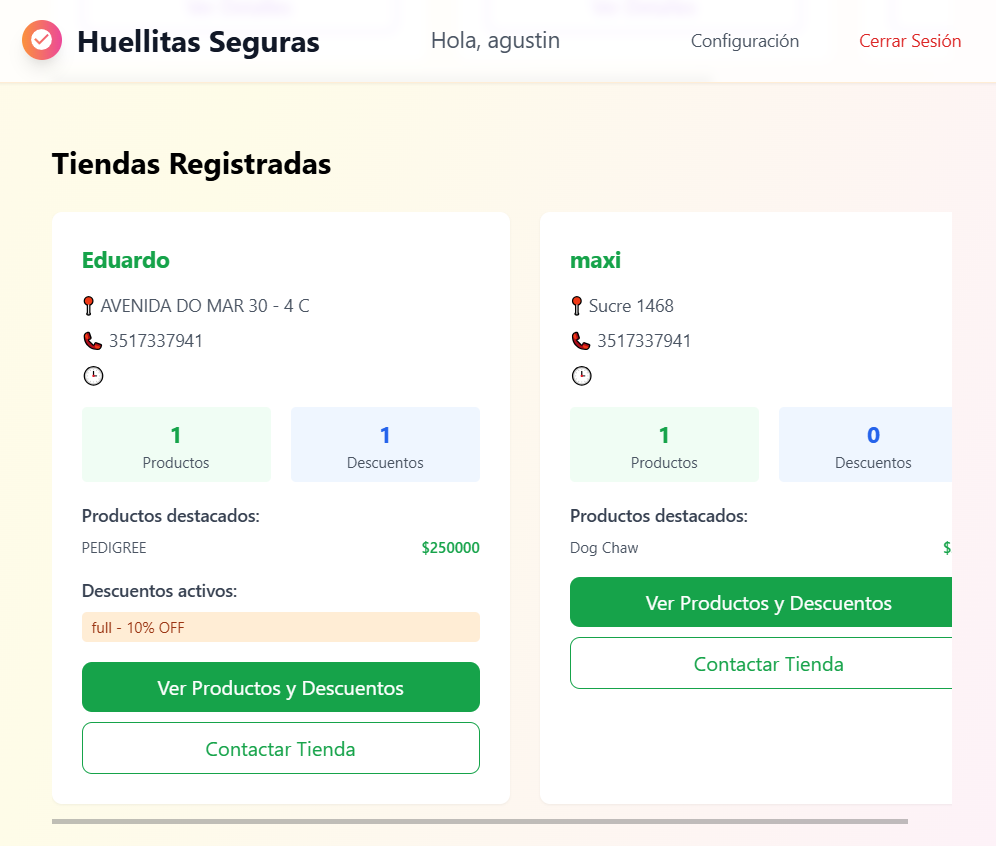 Huellitas Seguras
Hola, agustin
Configuración
Cerrar Sesión
Tiendas Registradas
Eduardo
AVENIDA DO MAR 30 - 4 C
3517337941
1
Productos
1
Descuentos
Productos destacados:
PEDIGREE $250000
Descuentos activos:
full - 10% OFF
Ver Productos y Descuentos
Contactar Tienda
maxi
Sucre 1468
3517337941
1
Productos
0
Descuentos
Productos destacados:
Dog Chaw $
Ver Productos y Descuentos
Contactar Tienda